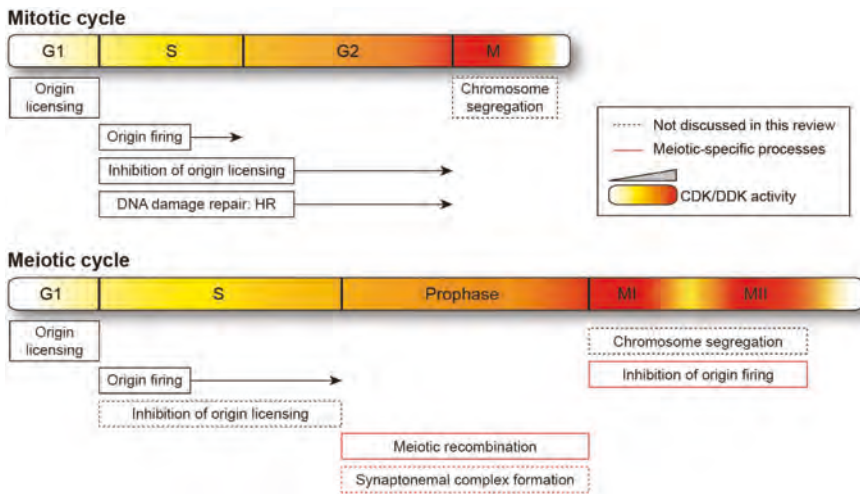 Mitotic cycle
G1 S G2 M
Origin
licensing
Chromosome
segregation
Origin firing
Inhibition of origin licensing
DNA damage repair: HR
Not discussed in this review
Meiotic-specific processes
CDK/DDK activity
Meiotic cycle
G1 S Prophase MI MII
Origin
licensing
Chromosome segregation
Origin firing
Inhibition of origin firing
Inhibition of origin licensing
Meiotic recombination
Synaptonemal complex formation